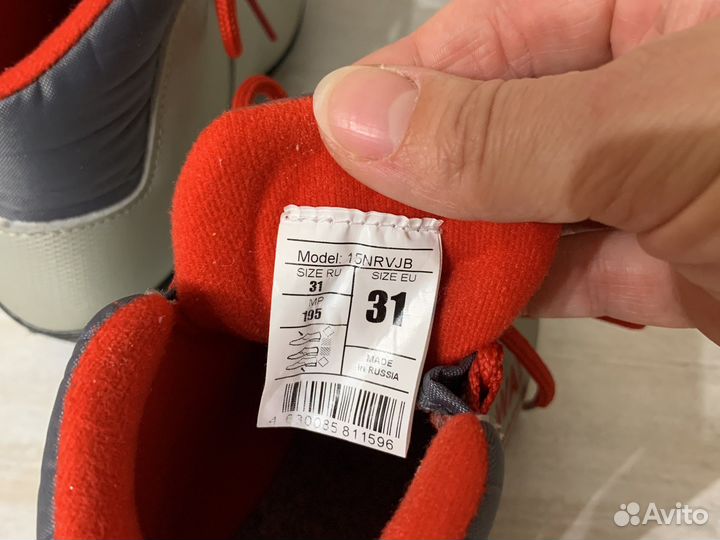 Model: 15NRVJB
SIZE RU
31
MP
195
SIZE EU
31
MADE
IN RUSSIA
4 630085 811596
Avito